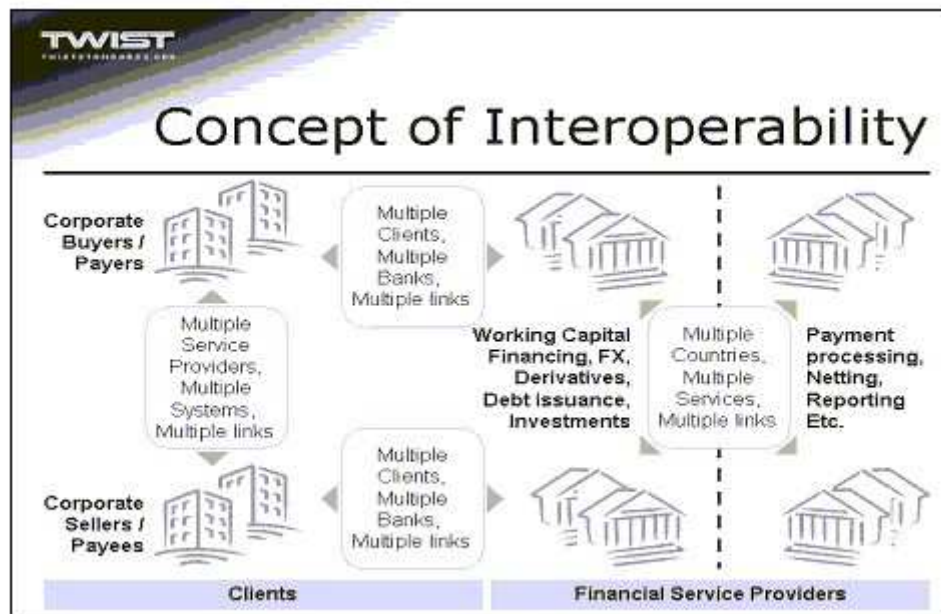 TWIST
TWISTSTANDARDS.ORG
Concept of Interoperability
Corporate
Buyers /
Payers
Multiple
Clients,
Multiple
Banks,
Multiple links
Multiple
Service
Providers,
Multiple
Systems,
Multiple links
Working Capital
Financing, FX,
Derivatives,
Debt Issuance,
Investments
Multiple
Countries,
Multiple
Services,
Multiple links
Payment
processing,
Netting,
Reporting
Etc.
Corporate
Sellers /
Payees
Multiple
Clients,
Multiple
Banks,
Multiple links
Clients
Financial Service Providers